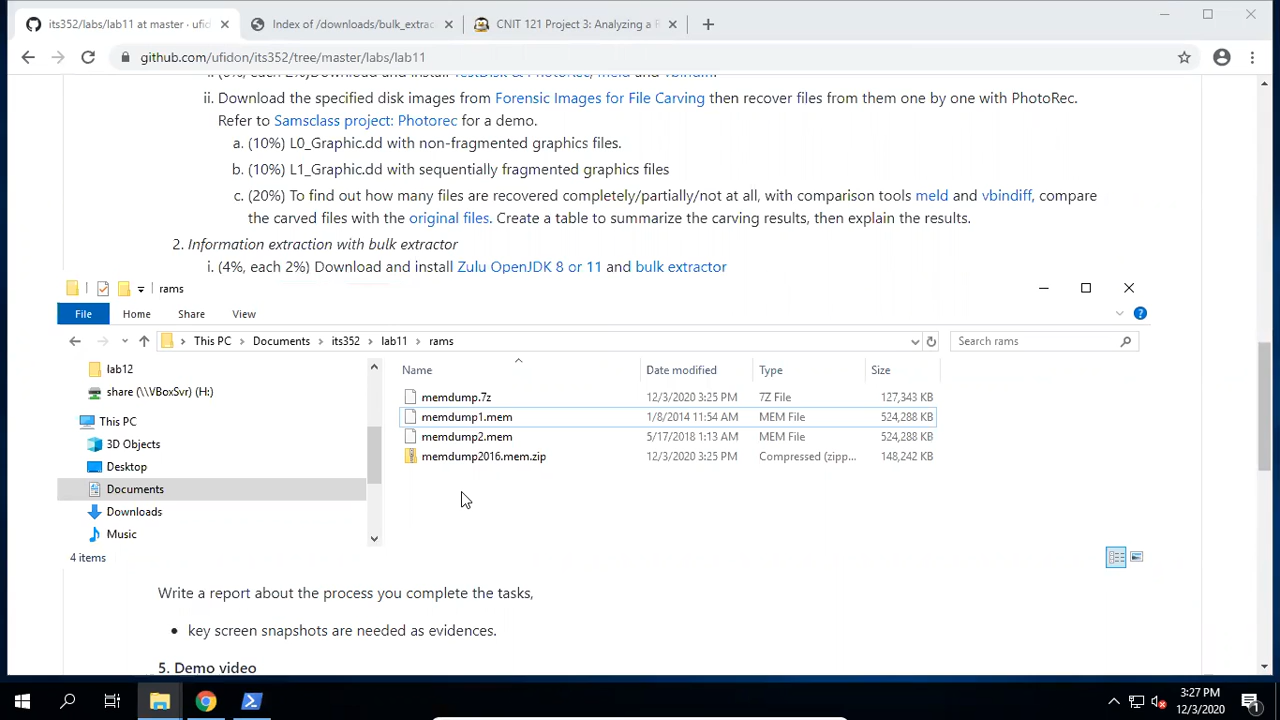 its352/labs/lab11 at master · ufid
Index of /downloads/bulk_extrac
CNIT 121 Project 3: Analyzing a R
github.com/ufidon/its352/tree/master/labs/lab11
ii. Download the specified disk images from Forensic Images for File Carving then recover files from them one by one with PhotoRec.
Refer to Samsclass project: Photorec for a demo.
a. (10%) L0_Graphic.dd with non-fragmented graphics files.
b. (10%) L1_Graphic.dd with sequentially fragmented graphics files
c. (20%) To find out how many files are recovered completely/partially/not at all, with comparison tools meld and vbindiff, compare
the carved files with the original files. Create a table to summarize the carving results, then explain the results.
2. Information extraction with bulk extractor
i. (4%, each 2%) Download and install Zulu OpenJDK 8 or 11 and bulk extractor
rams
File Home Share View
This PC Documents its352 lab11 rams
Search rams
lab12
share (\\VBoxSvr) (H:)
This PC
3D Objects
Desktop
Documents
Downloads
Music
Name Date modified Type Size
memdump.7z 12/3/2020 3:25 PM 7Z File 127,343 KB
memdump1.mem 1/8/2014 11:54 AM MEM File 524,288 KB
memdump2.mem 5/17/2018 1:13 AM MEM File 524,288 KB
memdump2016.mem.zip 12/3/2020 3:25 PM Compressed (zipp... 148,242 KB
4 items
Write a report about the process you complete the tasks,
• key screen snapshots are needed as evidences.
5. Demo video
3:27 PM
12/3/2020
1